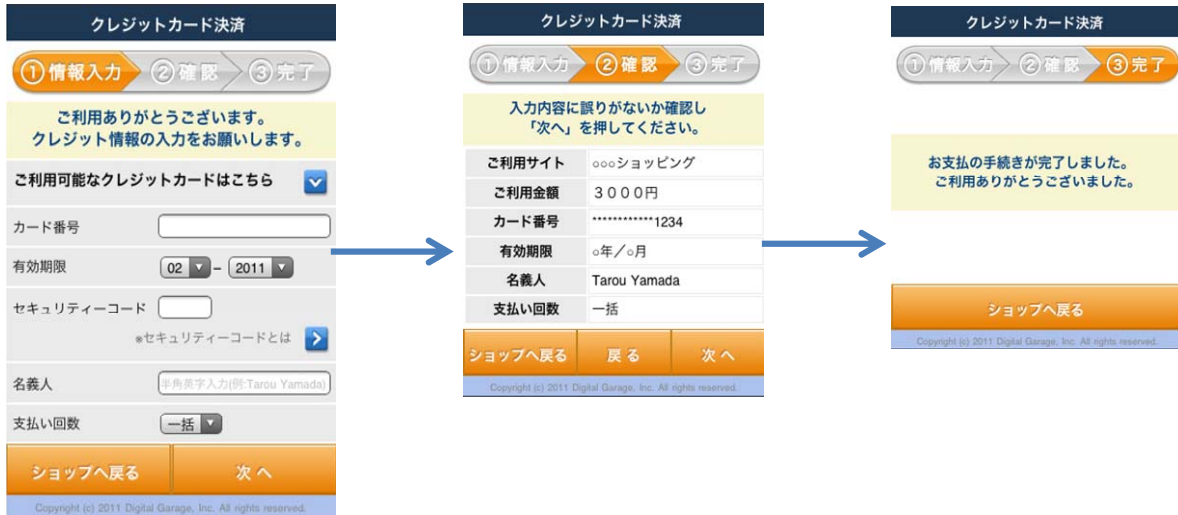 クレジットカード決済
①情報入力 ②確認 ③完了
ご利用ありがとうございます。
クレジット情報の入力をお願いします。
ご利用可能なクレジットカードはこちら
カード番号
有効期限 02 - 2011
セキュリティーコード
※セキュリティーコードとは
名義人 半角英字入力(例:Tarou Yamada)
支払い回数 一括
ショップへ戻る 次へ
Copyright (c) 2011 Digital Garage, Inc. All rights reserved.
クレジットカード決済
①情報入力 ②確認 ③完了
入力内容に誤りがないか確認し
「次へ」を押してください。
ご利用サイト ○○○ショッピング
ご利用金額 3000円
カード番号 ************1234
有効期限 ○年/○月
名義人 Tarou Yamada
支払い回数 一括
ショップへ戻る 戻る 次へ
Copyright (c) 2011 Digital Garage, Inc. All rights reserved.
クレジットカード決済
①情報入力 ②確認 ③完了
お支払の手続きが完了しました。
ご利用ありがとうございました。
ショップへ戻る
Copyright (c) 2011 Digital Garage, Inc. All rights reserved.